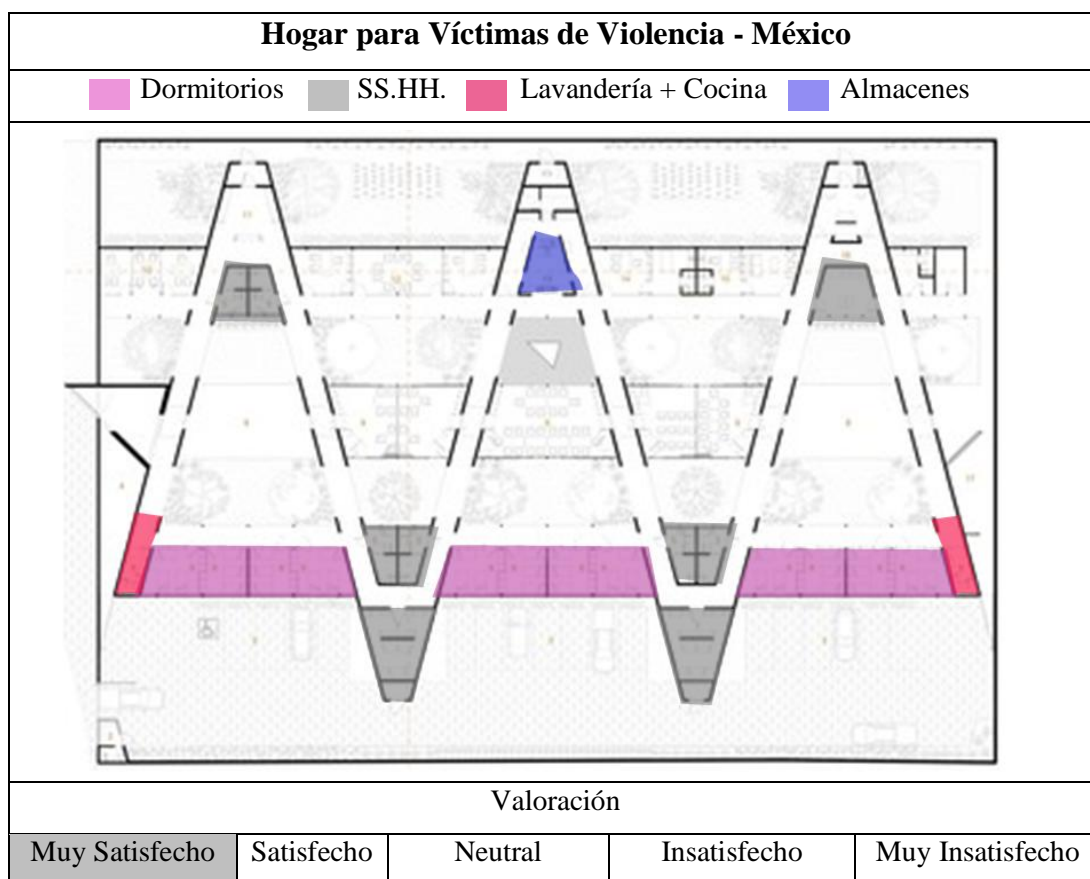 Hogar para Víctimas de Violencia - México
Dormitorios SS.HH. Lavandería + Cocina Almacenes
Valoración
Muy Satisfecho Satisfecho Neutral Insatisfecho Muy Insatisfecho